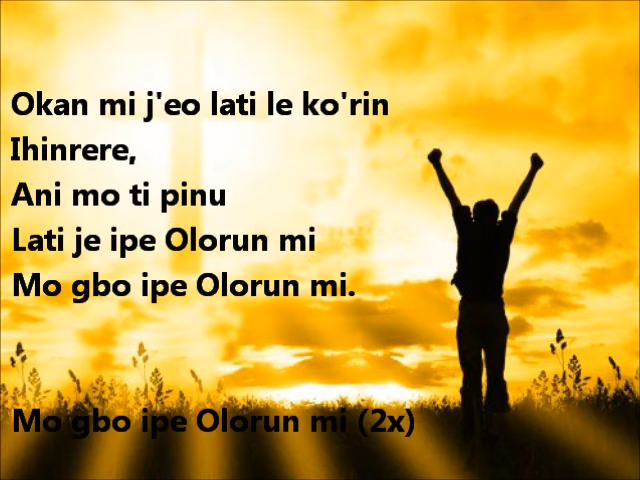 Okan mi j'eo lati le ko'rin
Ihinrere,
Ani mo ti pinu
Lati je ipe Olorun mi
Mo gbo ipe Olorun mi.
Mo gbo ipe Olorun mi (2x)